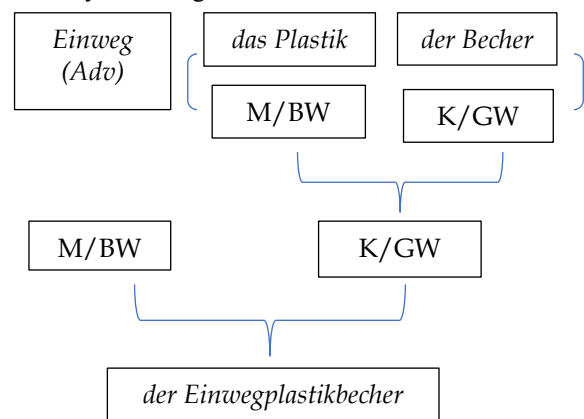 Einweg
(Adv)
das Plastik
der Becher
M/BW
K/GW
M/BW
K/GW
der Einwegplastikbecher